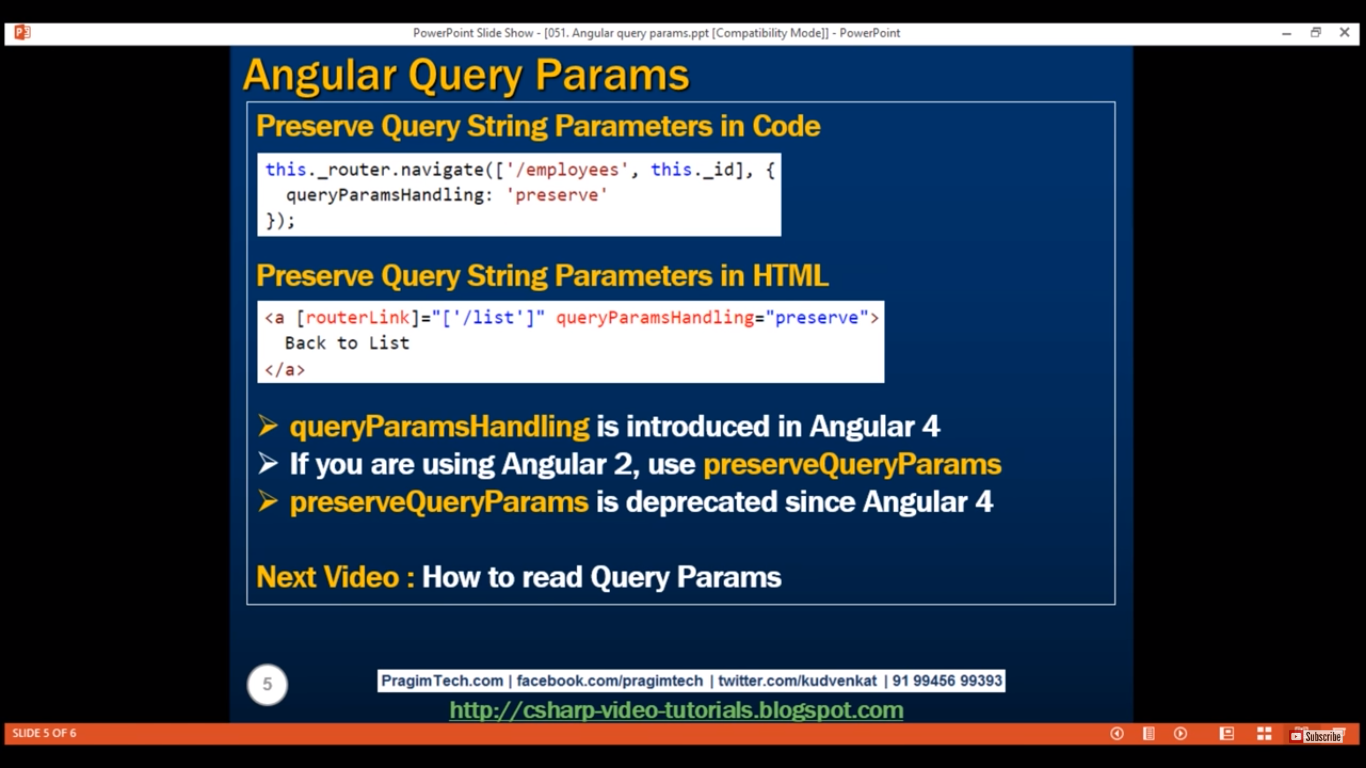 PowerPoint Slide Show - [051. Angular query params.ppt [Compatibility Mode]] - PowerPoint
Angular Query Params
Preserve Query String Parameters in Code
this._router.navigate(['/employees', this._id], {
  queryParamsHandling: 'preserve'
});
Preserve Query String Parameters in HTML
<a [routerLink]="['/list']" queryParamsHandling="preserve">
  Back to List
</a>
➢ queryParamsHandling is introduced in Angular 4
➢ If you are using Angular 2, use preserveQueryParams
➢ preserveQueryParams is deprecated since Angular 4
Next Video : How to read Query Params
5
PragimTech.com | facebook.com/pragimtech | twitter.com/kudvenkat | 91 99456 99393
http://csharp-video-tutorials.blogspot.com
SLIDE 5 OF 6
Subscribe